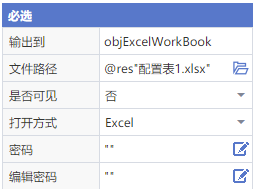 必选
输出到 objExcelWorkBook
文件路径 @res"配置表1.xlsx"
是否可见 否
打开方式 Excel
密码 ""
编辑密码 ""